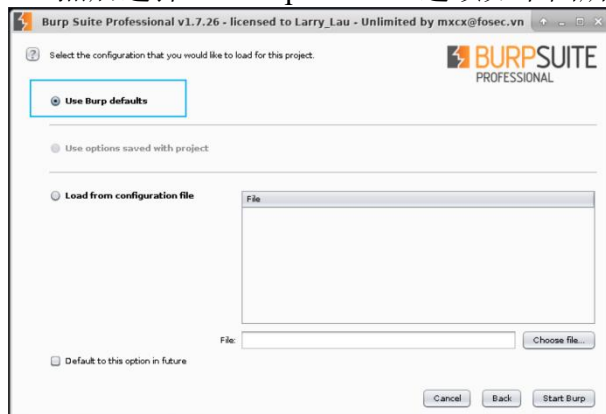 Burp Suite Professional v1.7.26 - licensed to Larry_Lau - Unlimited by mxcx@fosec.vn
? Select the configuration that you would like to load for this project.
BURPSUITE
PROFESSIONAL
Use Burp defaults
Use options saved with project
Load from configuration file
File
File:
Choose file...
Default to this option in future
Cancel Back Start Burp